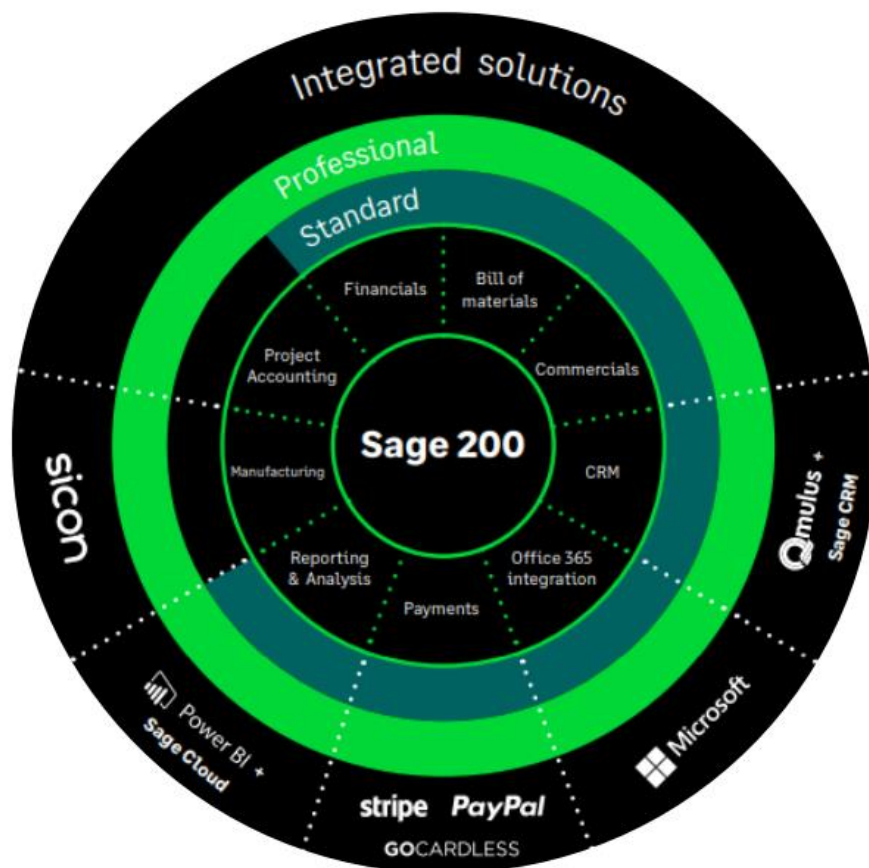 Integrated solutions
Professional
Standard
Financials
Bill of
materials
Project
Accounting
Commercials
Sage 200
Manufacturing
CRM
Reporting
& Analysis
Office 365
integration
Payments
sicon
Qmulus +
Sage CRM
Power BI +
Sage Cloud
Microsoft
stripe PayPal
GOCARDLESS